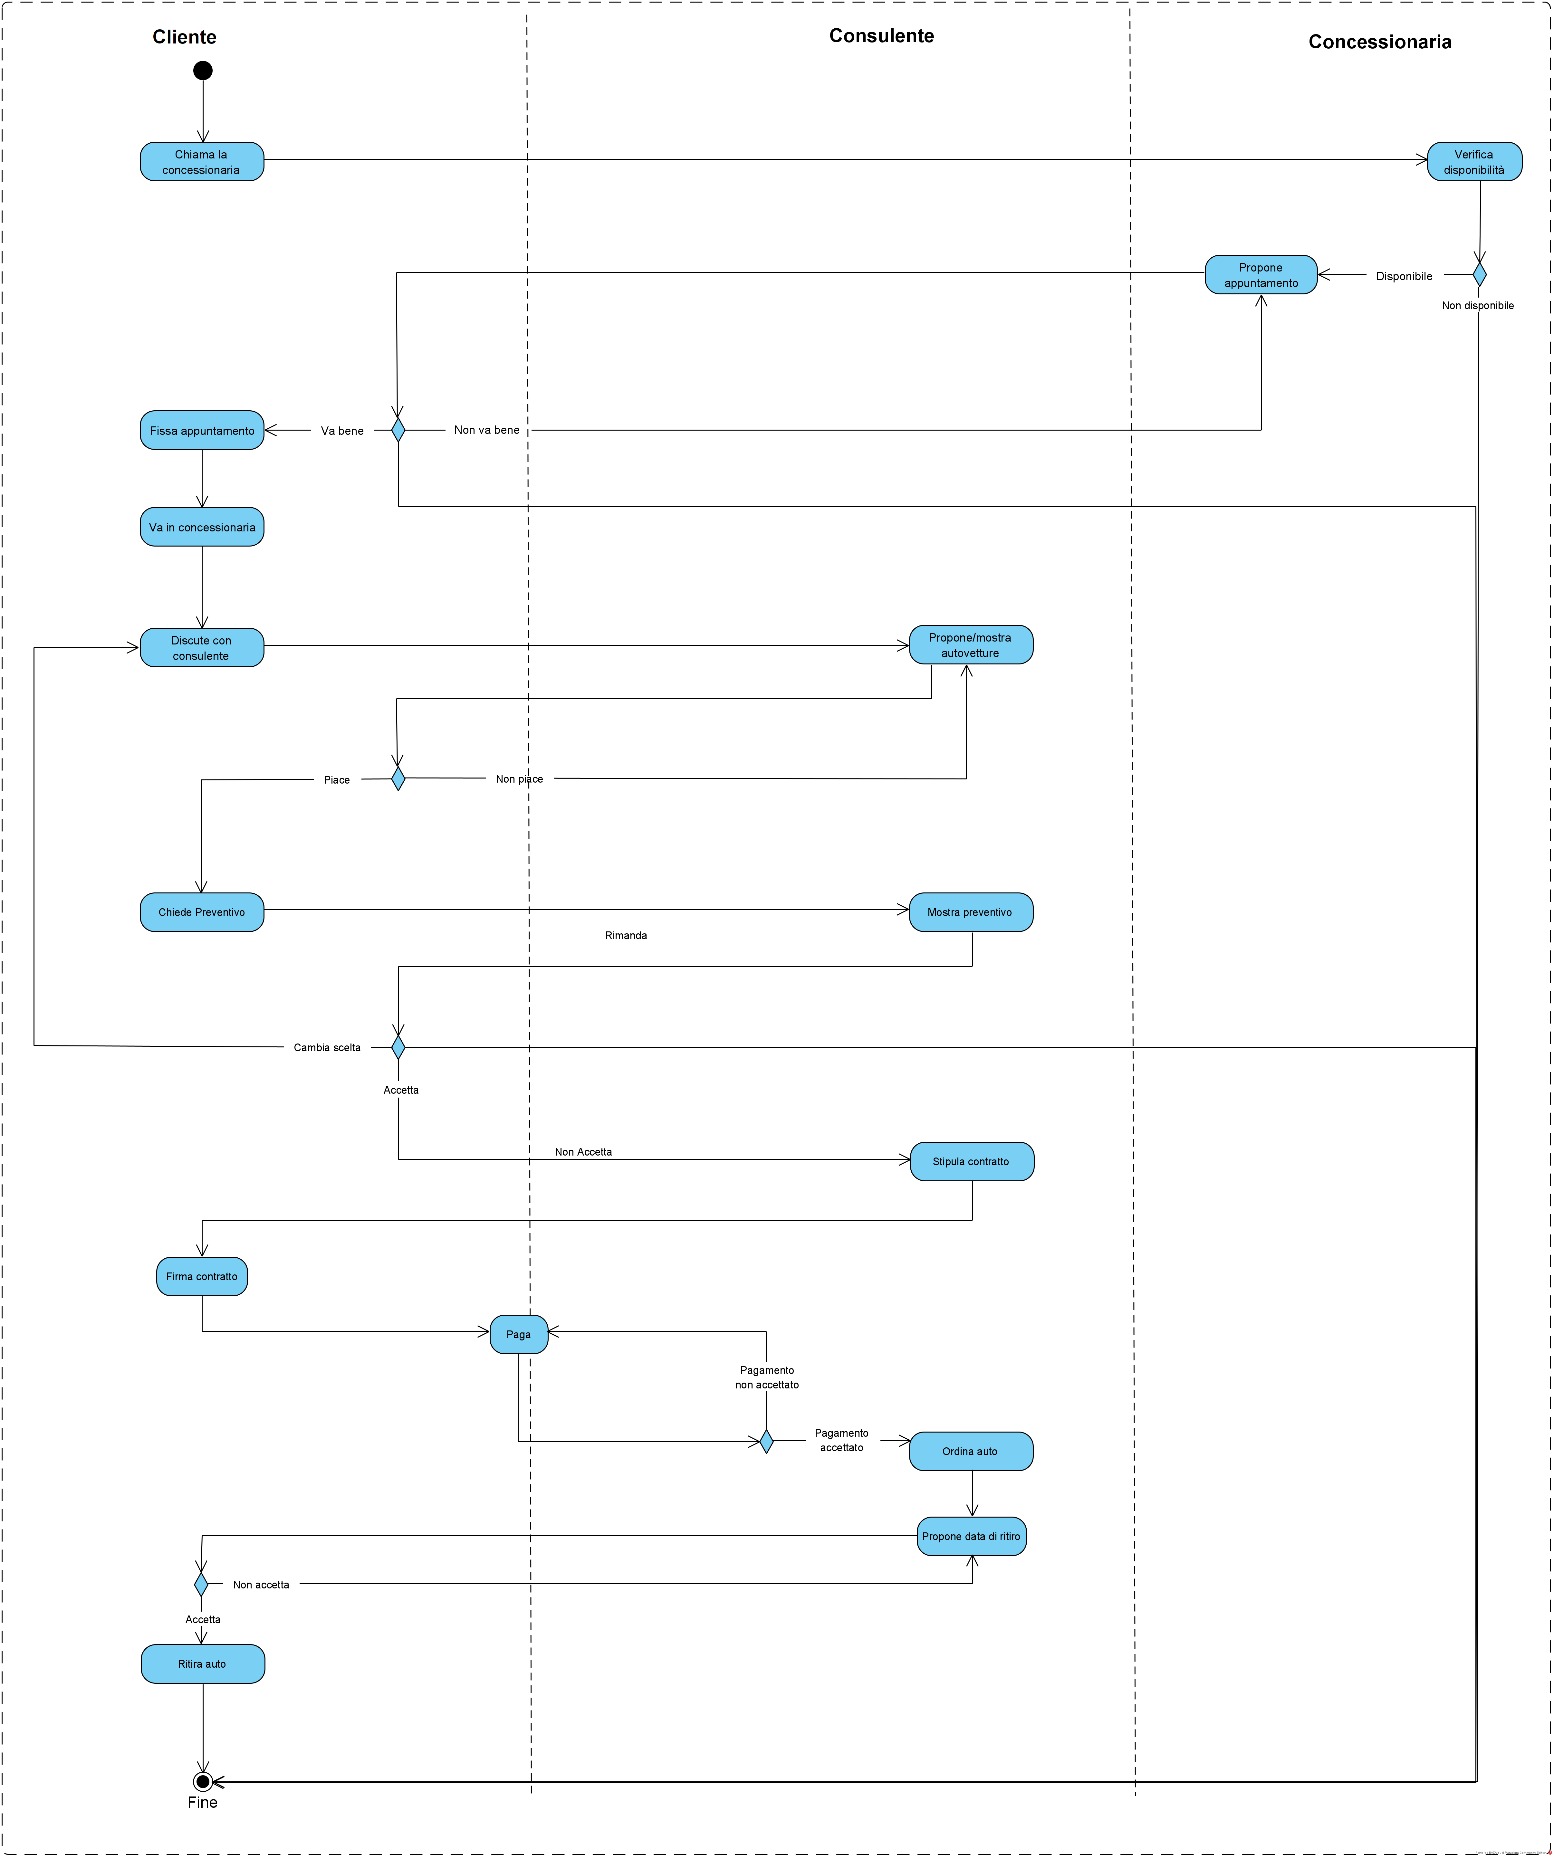 Cliente
Consulente
Concessionaria
Chiama la
concessionaria
Verifica
disponibilità
Propone
appuntamento
Disponibile
Non disponibile
Fissa appuntamento
Va bene
Non va bene
Va in concessionaria
Discute con
consulente
Propone/mostra
autovetture
Piace
Non piace
Chiede Preventivo
Mostra preventivo
Rimanda
Cambia scelta
Accetta
Non Accetta
Stipula contratto
Firma contratto
Paga
Pagamento
non accettato
Pagamento
accettato
Ordina auto
Propone data di ritiro
Non accetta
Accetta
Ritira auto
Fine